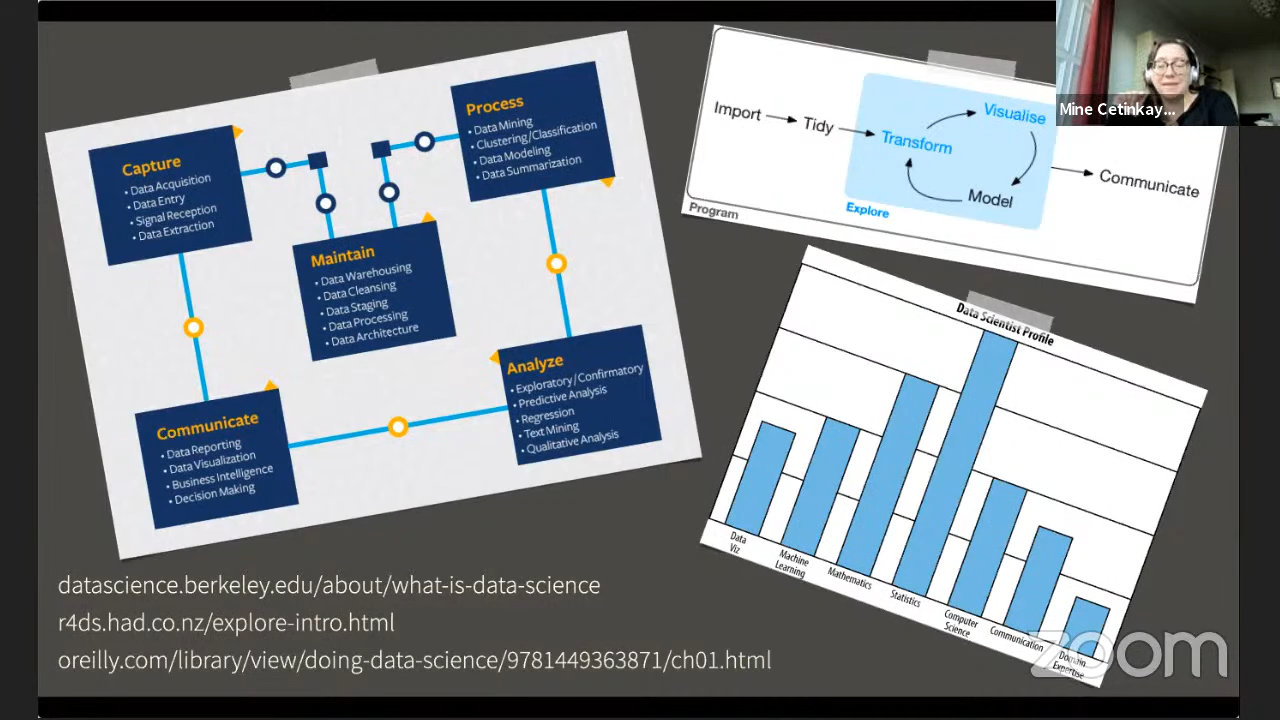 Capture
• Data Acquisition
• Data Entry
• Signal Reception
• Data Extraction
Maintain
• Data Warehousing
• Data Cleansing
• Data Staging
• Data Processing
• Data Architecture
Process
• Data Mining
• Clustering/Classification
• Data Modeling
• Data Summarization
Analyze
• Exploratory/Confirmatory
• Predictive Analysis
• Regression
• Text Mining
• Qualitative Analysis
Communicate
• Data Reporting
• Data Visualization
• Business Intelligence
• Decision Making
Import
Tidy
Transform
Visualise
Model
Communicate
Explore
Program
Mine Cetinkay...
Data Scientist Profile
Data
Viz
Machine
Learning
Mathematics
Statistics
Computer
Science
Communication
Domain
Expertise
datascience.berkeley.edu/about/what-is-data-science
r4ds.had.co.nz/explore-intro.html
oreilly.com/library/view/doing-data-science/9781449363871/ch01.html
zoom